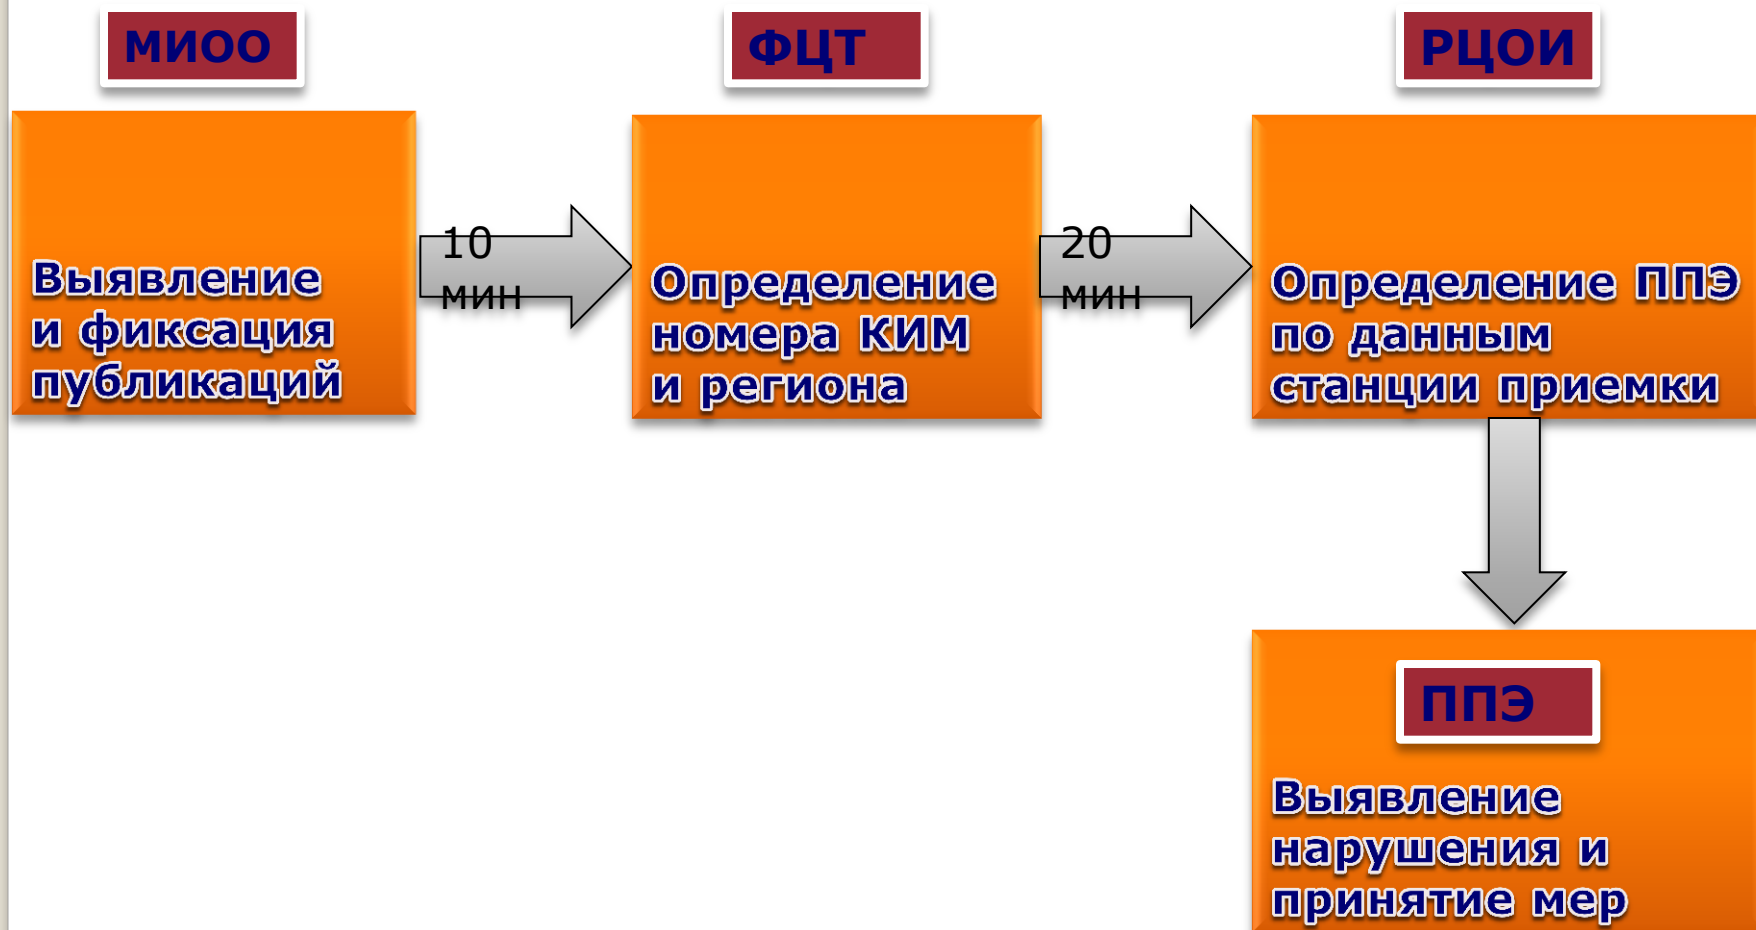 МИОО
Выявление
и фиксация
публикаций
10
мин
ФЦТ
Определение
номера КИМ
и региона
20
мин
РЦОИ
Определение ППЭ
по данным
станции приемки
ППЭ
Выявление
нарушения и
принятие мер